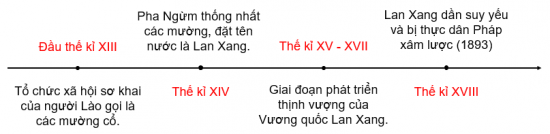 Đầu thế kỉ XIII
Tổ chức xã hội sơ khai
của người Lào gọi là
các mường cổ.
Pha Ngừm thống nhất
các mường, đặt tên
nước là Lan Xang.
Thế kỉ XIV
Thế kỉ XV - XVII
Giai đoạn phát triển
thịnh vượng của
Vương quốc Lan Xang.
Lan Xang dần suy yếu
và bị thực dân Pháp
xâm lược (1893)
Thế kỉ XVIII